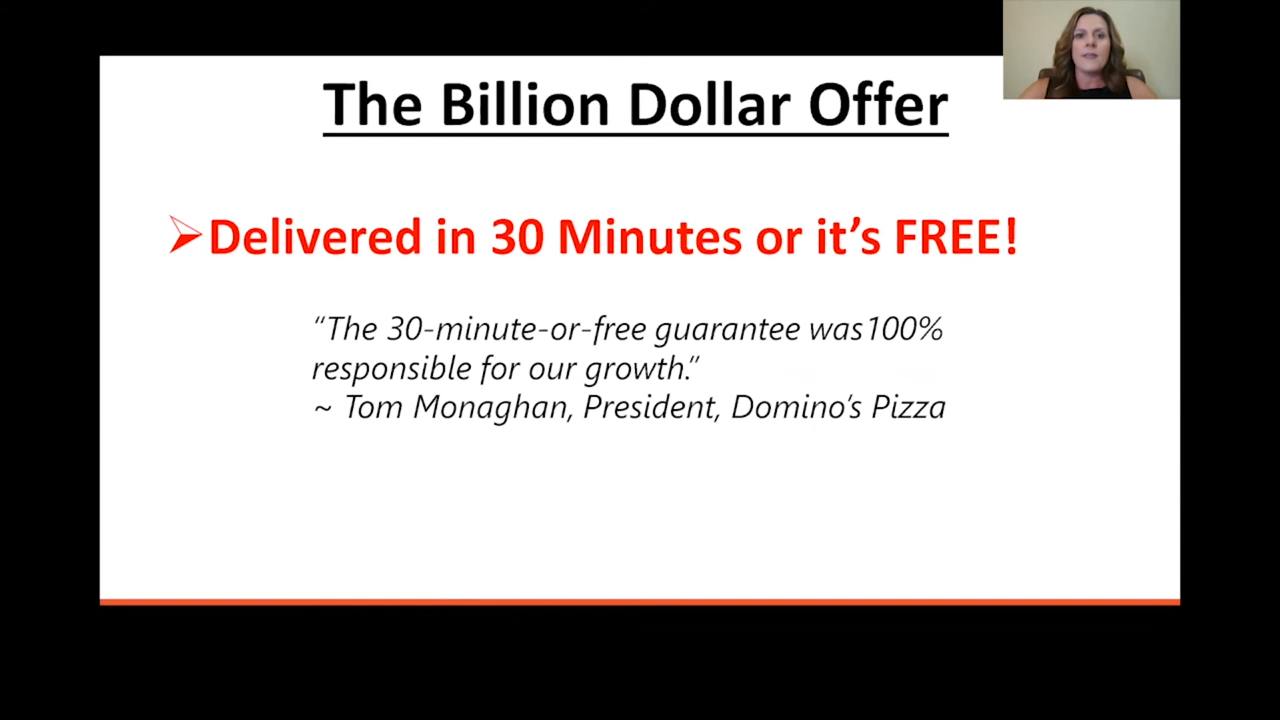 The Billion Dollar Offer
➢Delivered in 30 Minutes or it’s FREE!
“The 30-minute-or-free guarantee was100%
responsible for our growth.”
~ Tom Monaghan, President, Domino’s Pizza